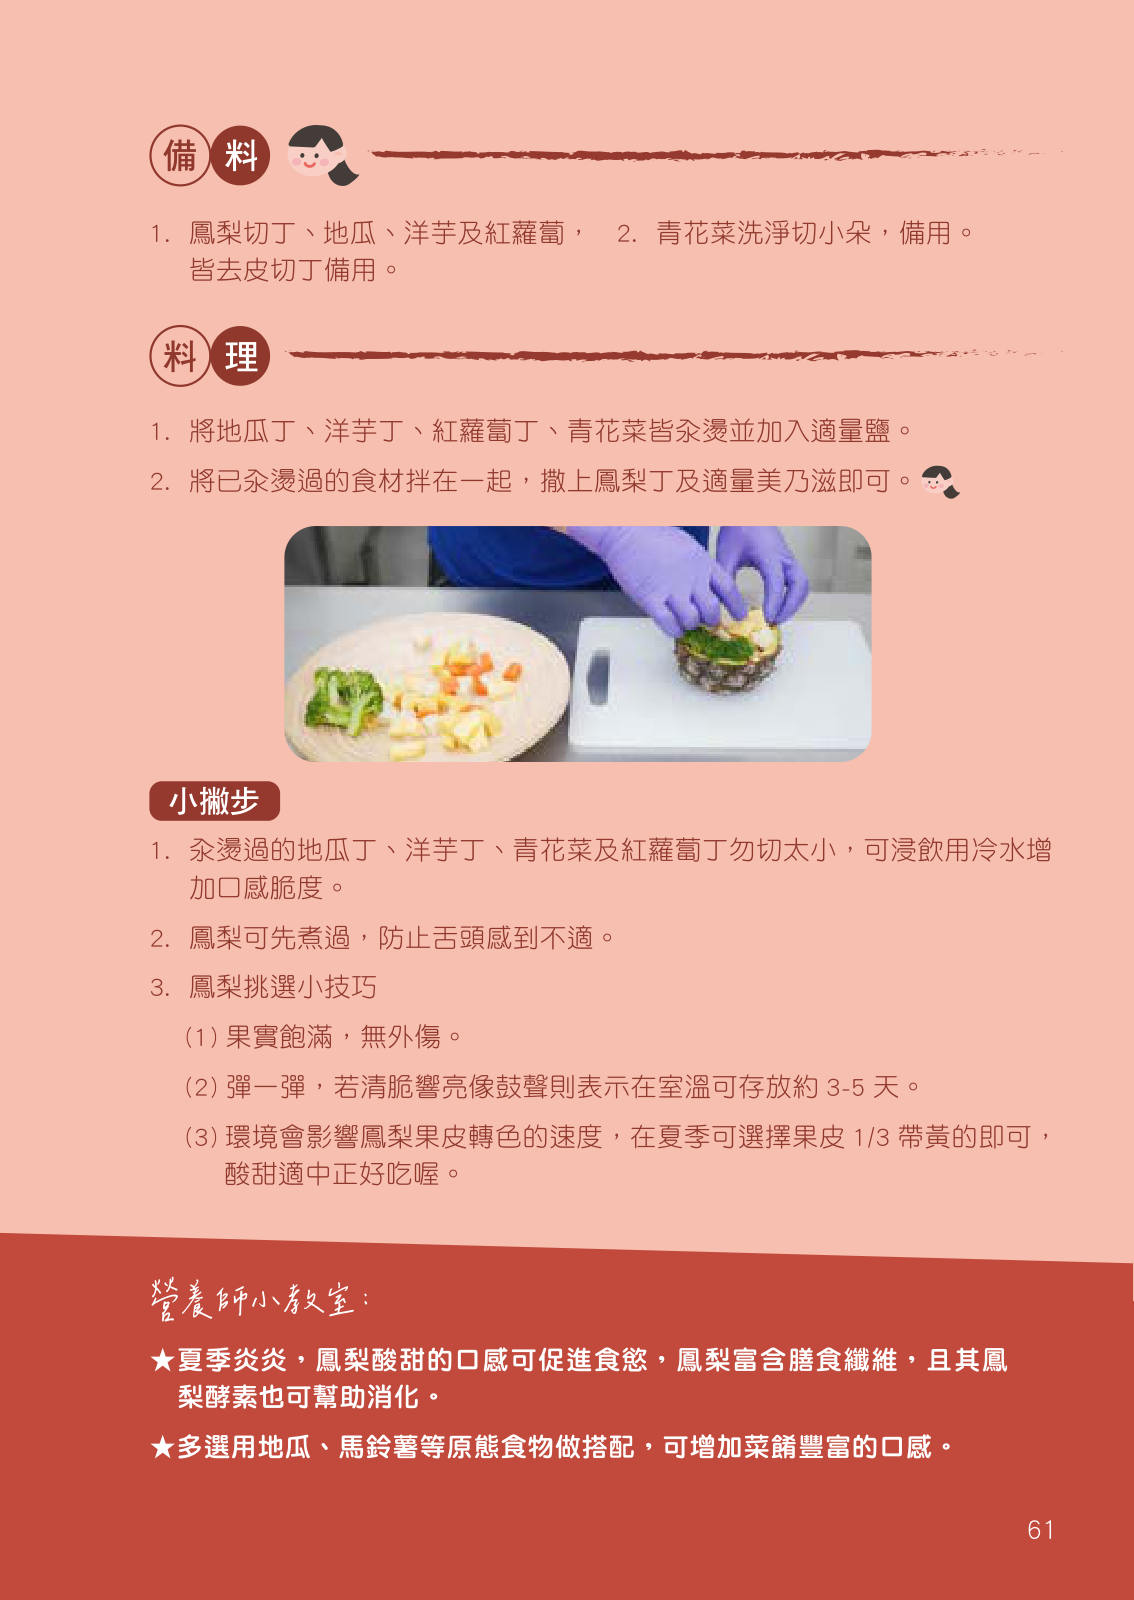 備料
1. 鳳梨切丁、地瓜、洋芋及紅蘿蔔，
皆去皮切丁備用。
2. 青花菜洗淨切小朵，備用。
料理
1. 將地瓜丁、洋芋丁、紅蘿蔔丁、青花菜皆汆燙並加入適量鹽。
2. 將已汆燙過的食材拌在一起，撒上鳳梨丁及適量美乃滋即可。
小撇步
1. 汆燙過的地瓜丁、洋芋丁、青花菜及紅蘿蔔丁勿切太小，可浸飲用冷水增
加口感脆度。
2. 鳳梨可先煮過，防止舌頭感到不適。
3. 鳳梨挑選小技巧
(1) 果實飽滿，無外傷。
(2) 彈一彈，若清脆響亮像鼓聲則表示在室溫可存放約 3-5 天。
(3) 環境會影響鳳梨果皮轉色的速度，在夏季可選擇果皮 1/3 帶黃的即可，
酸甜適中正好吃喔。
營養師小教室：
★夏季炎炎，鳳梨酸甜的口感可促進食慾，鳳梨富含膳食纖維，且其鳳
梨酵素也可幫助消化。
★多選用地瓜、馬鈴薯等原態食物做搭配，可增加菜餚豐富的口感。
61